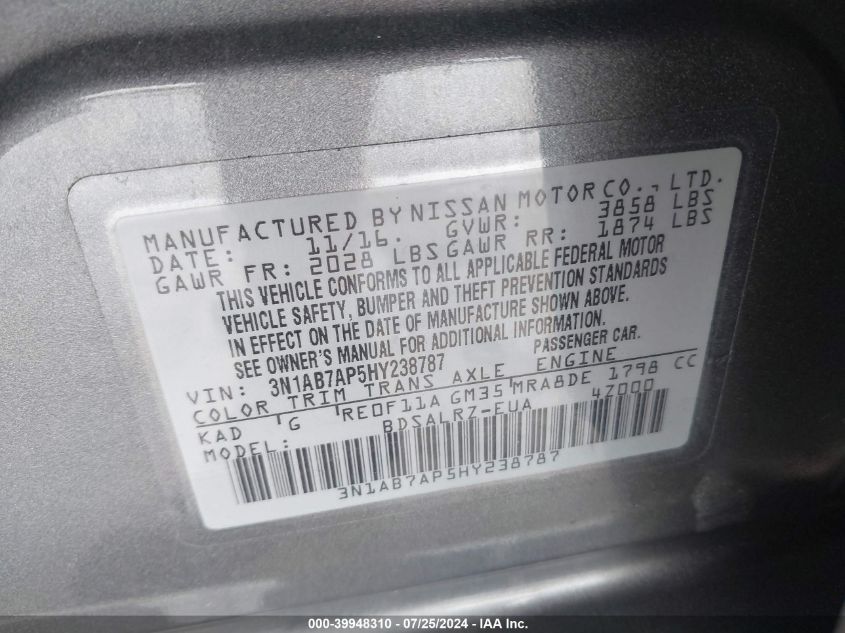 MANUFACTURED BY NISSAN MOTOR CO., LTD.
DATE: 11/16. GVWR: 3858 LBS
GAWR FR: 2028 LBS GAWR RR: 1874 LBS
THIS VEHICLE CONFORMS TO ALL APPLICABLE FEDERAL MOTOR
VEHICLE SAFETY, BUMPER AND THEFT PREVENTION STANDARDS
IN EFFECT ON THE DATE OF MANUFACTURE SHOWN ABOVE.
SEE OWNER'S MANUAL FOR ADDITIONAL INFORMATION.
VIN: 3N1AB7AP5HY238787 PASSENGER CAR.
COLOR TRIM TRANS AXLE ENGINE
KAD G RE0F11A GM35 MRA8DE 1798 CC
MODEL: BDSALRZ-EUA 4Z000
3N1AB7AP5HY238787
000-39948310 - 07/25/2024 - IAA Inc.